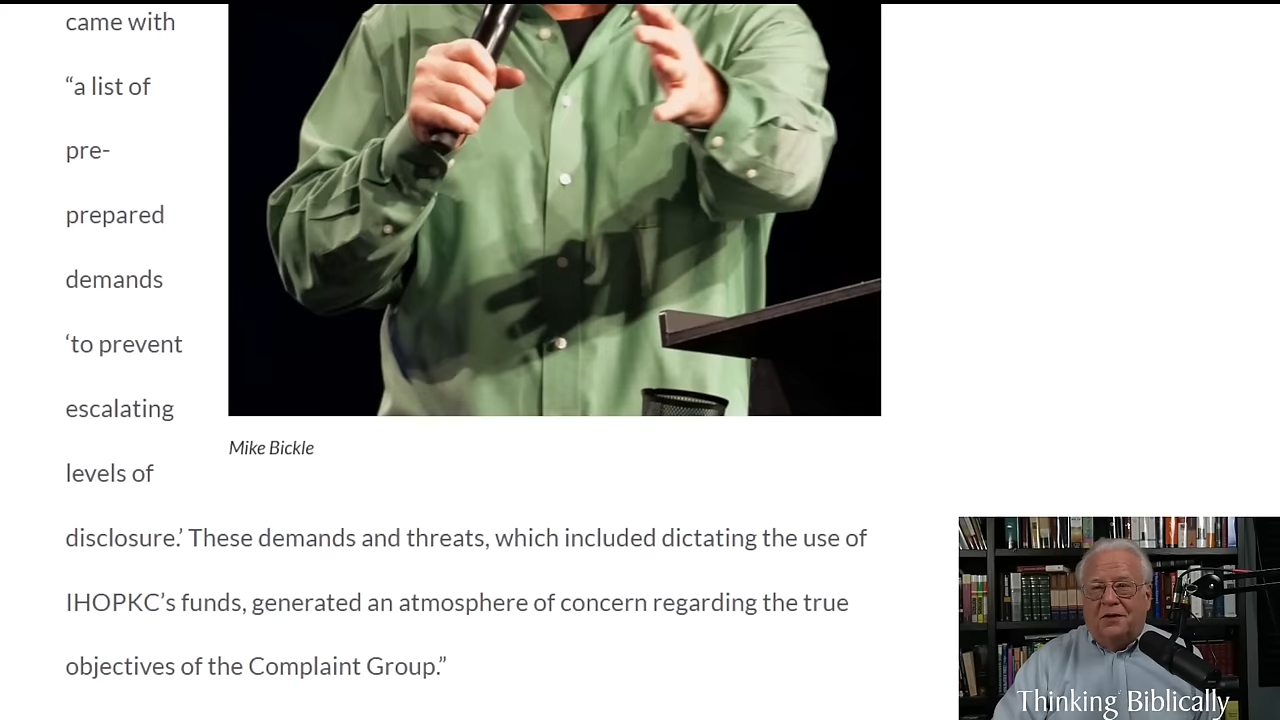 came with
“a list of
pre-
prepared
demands
‘to prevent
escalating
levels of
Mike Bickle
disclosure.’ These demands and threats, which included dictating the use of
IHOPKC’s funds, generated an atmosphere of concern regarding the true
objectives of the Complaint Group.”
Thinking Biblically